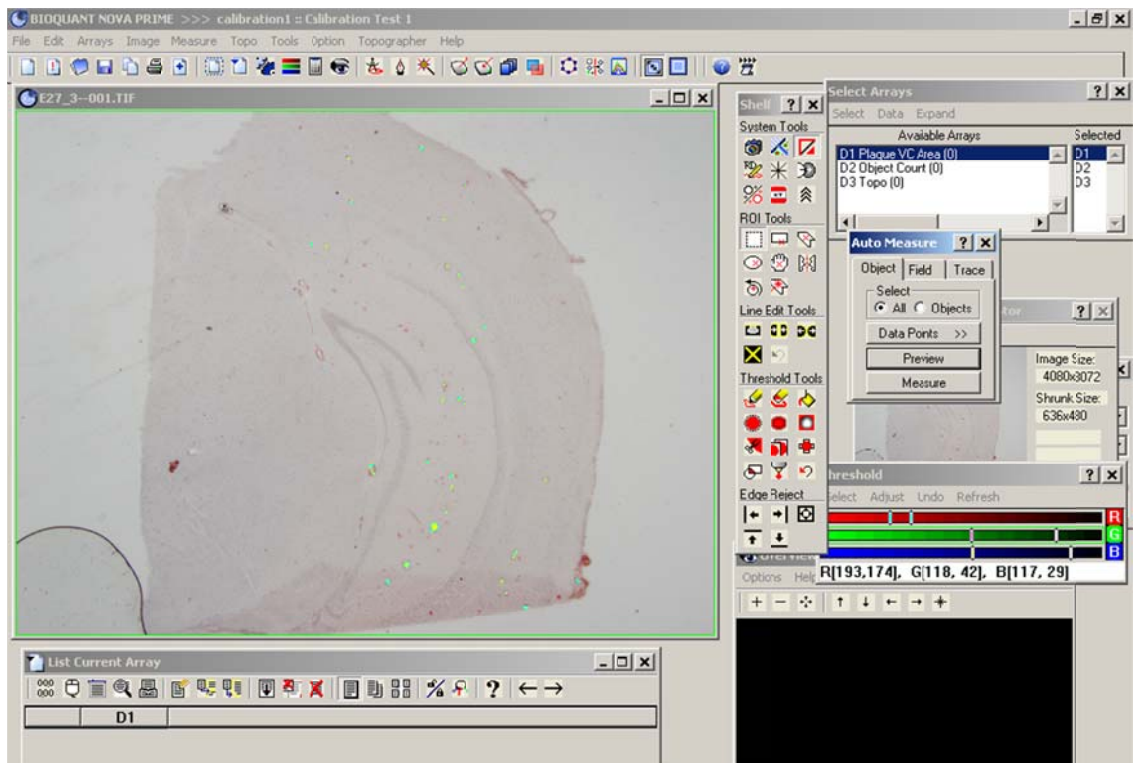 BIOQUANT NOVA PRIME >>> calibration1 :: Cslibration Test 1
File Edit Arrays Image Measure Topo Tools Option Topographer Help
E27_3--001.TIF
Shelf
System Tools
ROI Tools
Line Edit Tools
Threshold Tools
Edge Reject
Select Arrays
Select Data Expand
Available Arrays
Selected
D1 Plaque VC Area (0)
D2 Object Court (0)
D3 Topo (0)
D1
D2
D3
Auto Measure
Object Field Trace
Select
All Objects
Data Ponts >>
Preview
Measure
Image Size:
4080x3072
Shrunk Size:
636x480
hreshold
elect Adjust Undo Refresh
R
G
B
R[193,174], G[118, 42], B[117, 29]
Options Help
List Current Array
000
000
D1